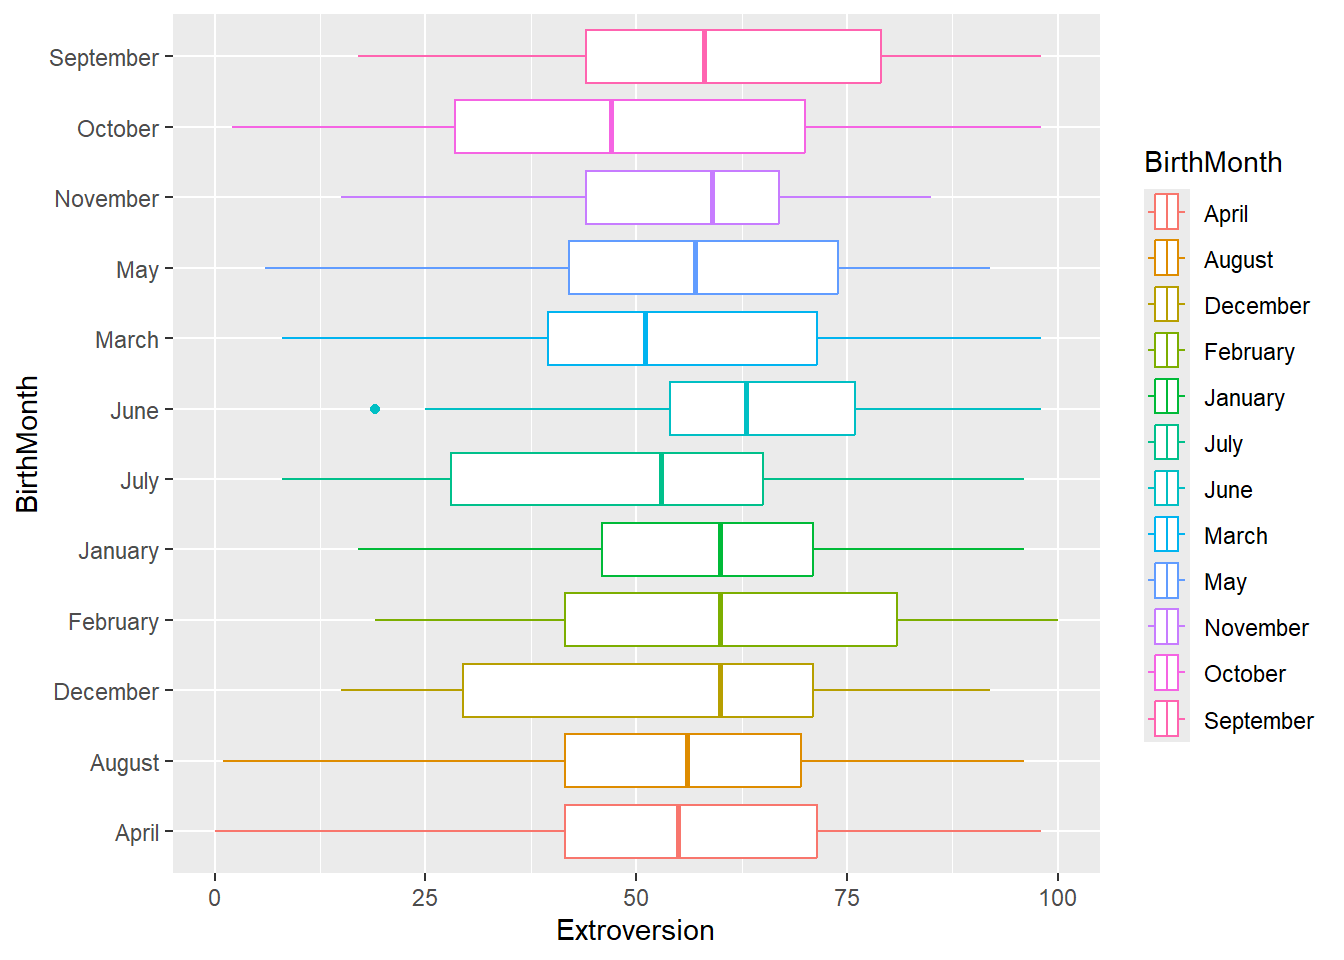 September
October
November
May
March
June
July
January
February
December
August
April
BirthMonth
0 25 50 75 100
Extroversion
BirthMonth
April
August
December
February
January
July
June
March
May
November
October
September